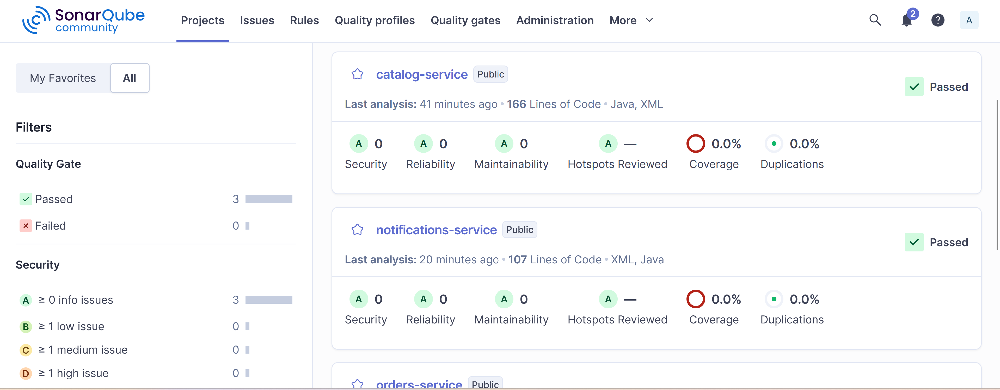 SonarQube
community
Projects Issues Rules Quality profiles Quality gates Administration More 2 ? A
My Favorites All
Filters
Quality Gate
Passed 3
Failed 0
Security
A ≥ 0 info issues 3
B ≥ 1 low issue 0
C ≥ 1 medium issue 0
D ≥ 1 high issue 0
catalog-service Public
Passed
Last analysis: 41 minutes ago • 166 Lines of Code • Java, XML
A 0 A 0 A 0 A — 0.0% 0.0%
Security Reliability Maintainability Hotspots Reviewed Coverage Duplications
notifications-service Public
Passed
Last analysis: 20 minutes ago • 107 Lines of Code • XML, Java
A 0 A 0 A 0 A — 0.0% 0.0%
Security Reliability Maintainability Hotspots Reviewed Coverage Duplications
orders-service Public